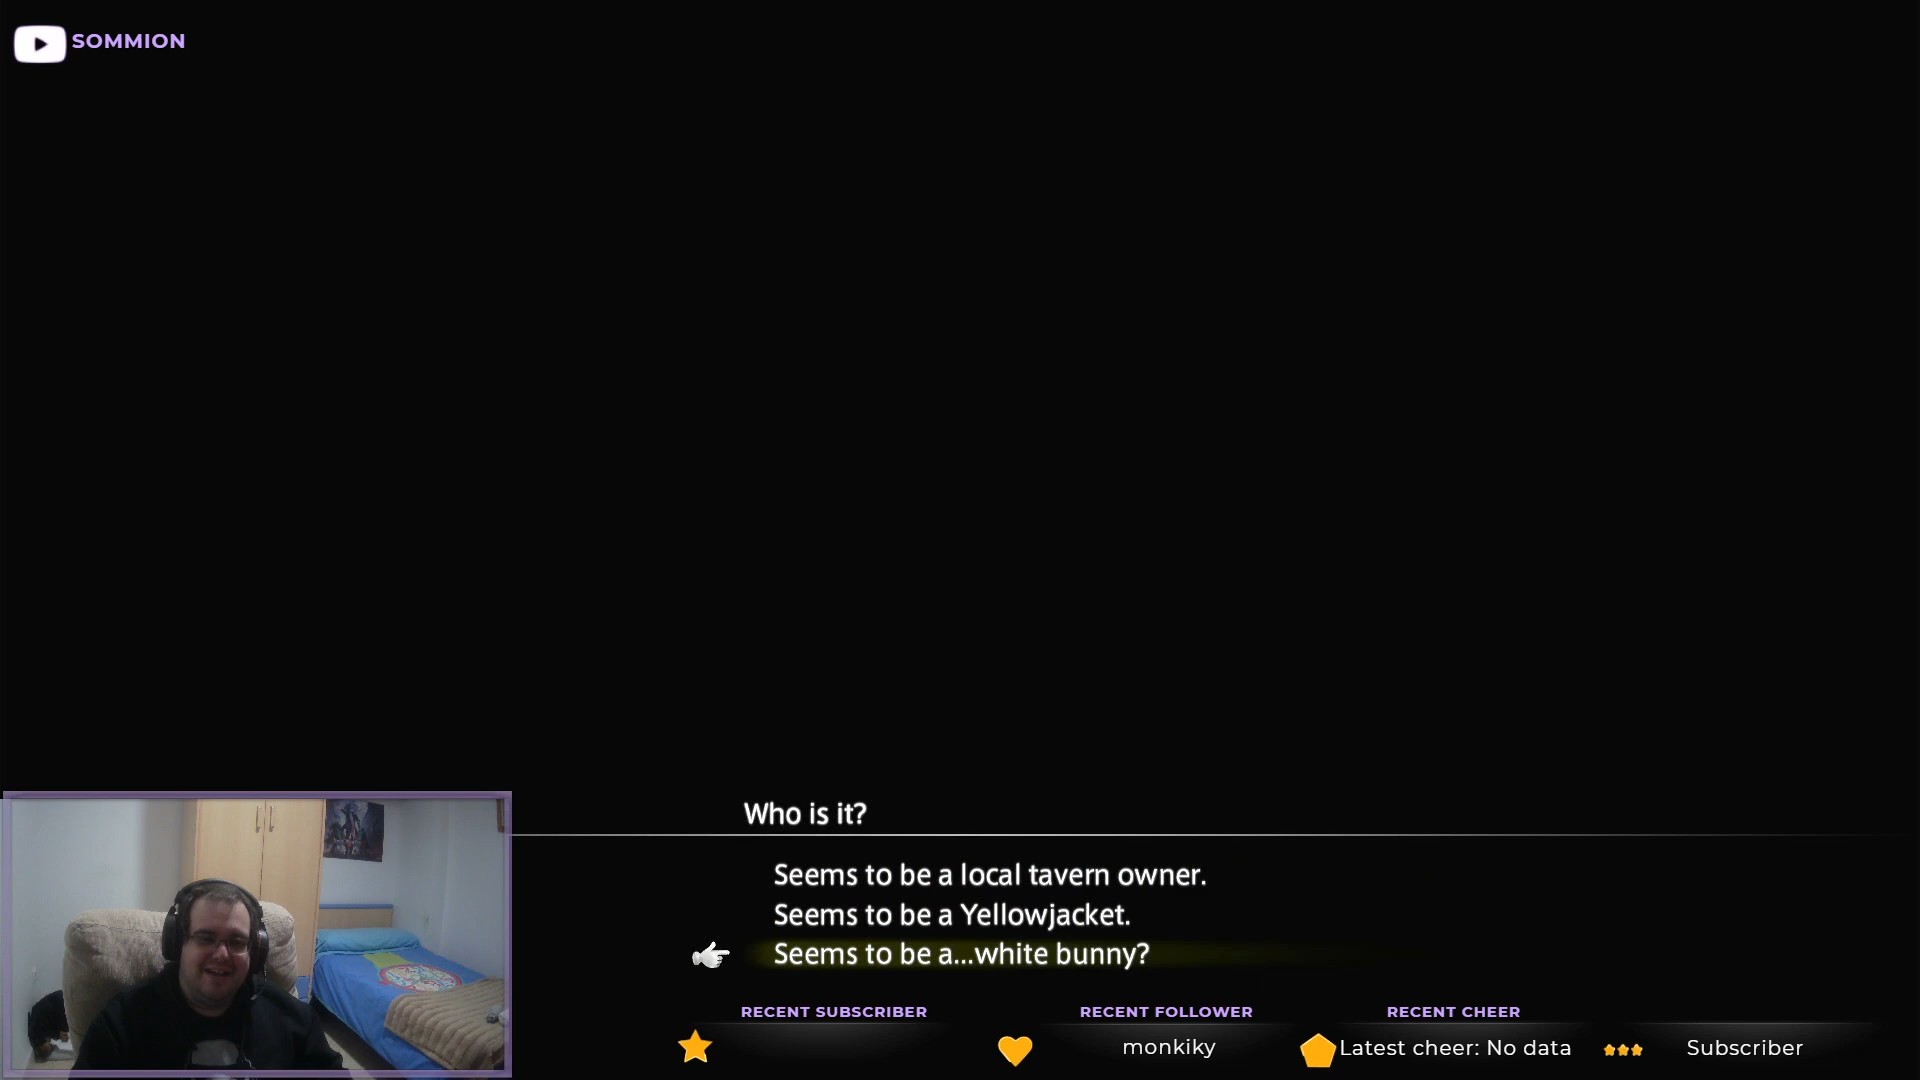 SOMMION
Who is it?
Seems to be a local tavern owner.
Seems to be a Yellowjacket.
Seems to be a...white bunny?
RECENT SUBSCRIBER
RECENT FOLLOWER
monkiky
RECENT CHEER
Latest cheer: No data
Subscriber